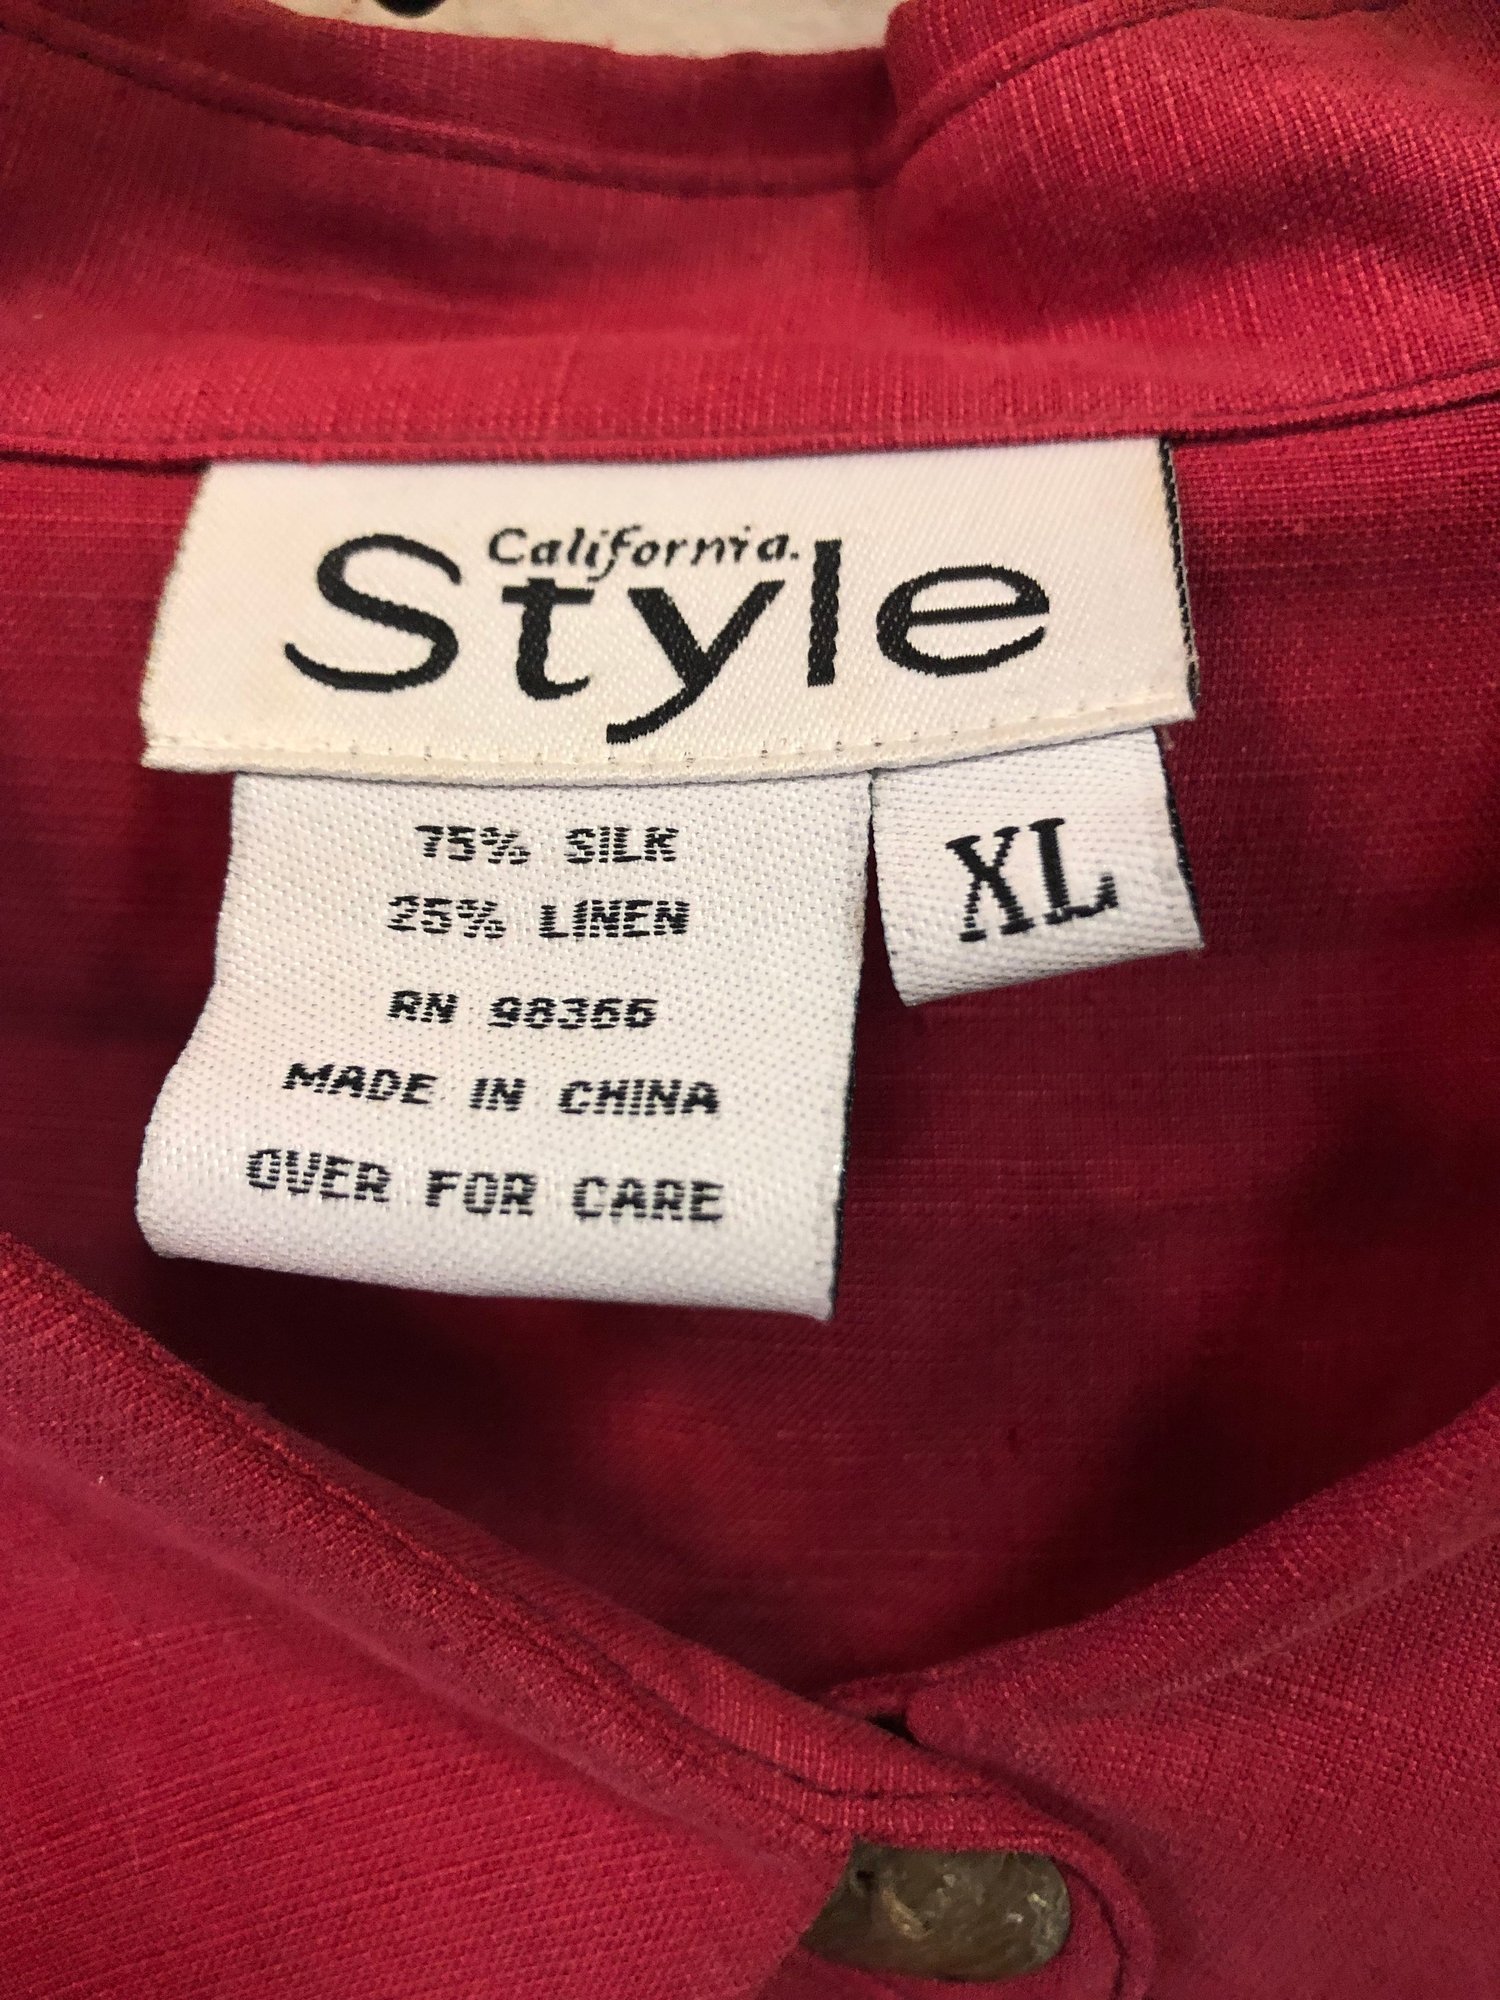 California.
Style
XL
75% SILK
25% LINEN
RN 98366
MADE IN CHINA
OVER FOR CARE